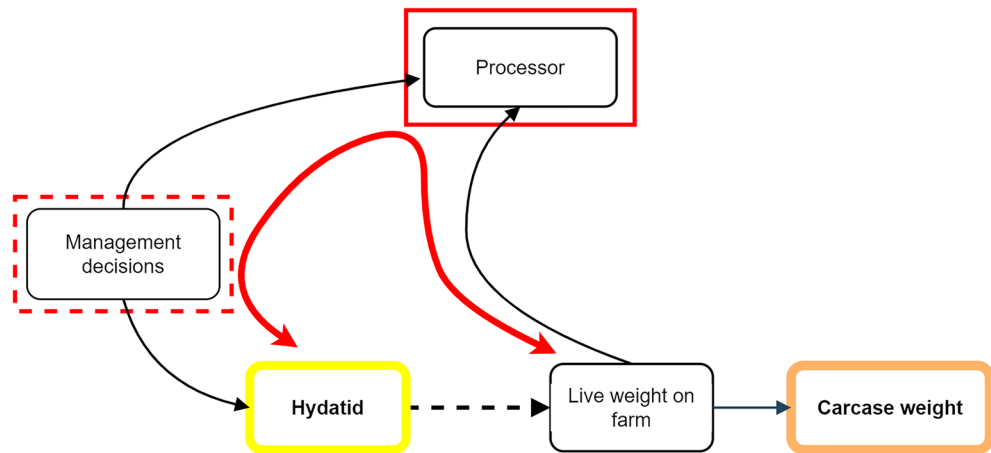 Processor
Management
decisions
Hydatid
Live weight on
farm
Carcase weight